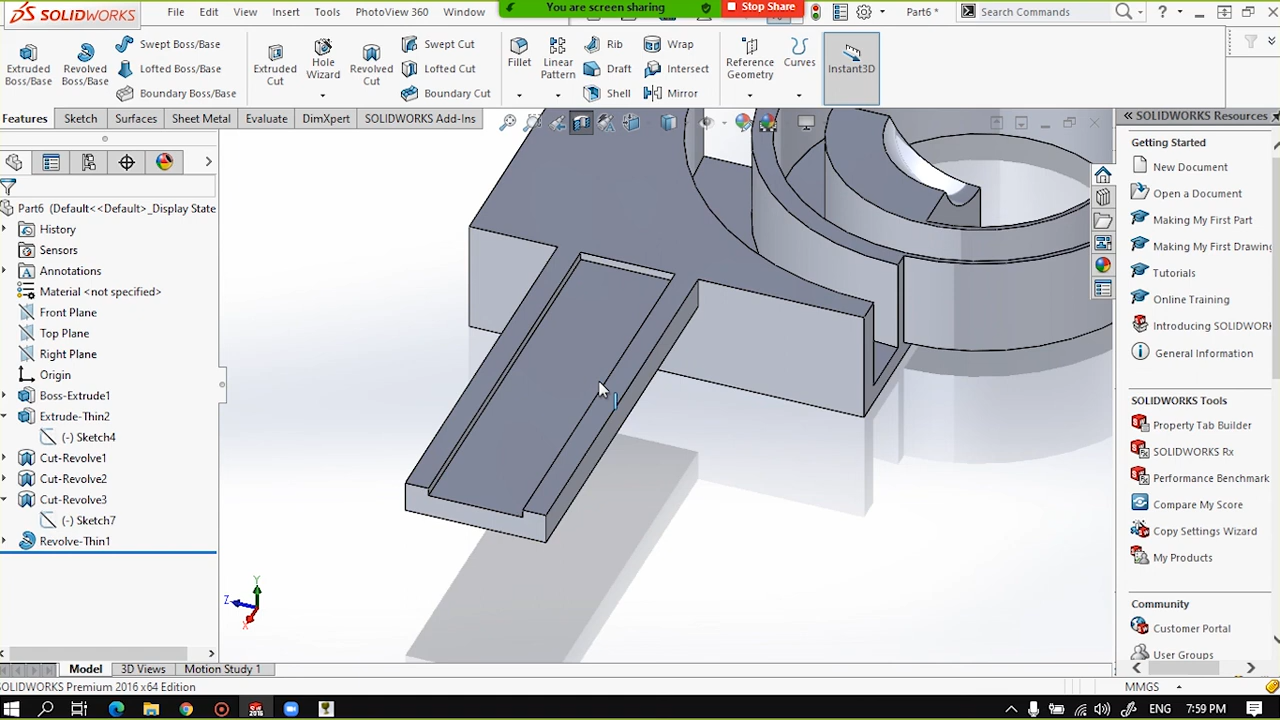 SOLIDWORKS File Edit View Insert Tools PhotoView 360 Window You are screen sharing Stop Share Part6 * Search Commands
Extruded Boss/Base
Revolved Boss/Base
Swept Boss/Base
Lofted Boss/Base
Boundary Boss/Base
Extruded Cut
Hole Wizard
Revolved Cut
Swept Cut
Lofted Cut
Boundary Cut
Fillet
Linear Pattern
Rib
Draft
Shell
Wrap
Intersect
Mirror
Reference Geometry
Curves
Instant3D
Features Sketch Surfaces Sheet Metal Evaluate DimXpert SOLIDWORKS Add-Ins
Part6 (Default<<Default>_Display State
History
Sensors
Annotations
Material <not specified>
Front Plane
Top Plane
Right Plane
Origin
Boss-Extrude1
Extrude-Thin2
(-) Sketch4
Cut-Revolve1
Cut-Revolve2
Cut-Revolve3
(-) Sketch7
Revolve-Thin1
Y
Z
X
« SOLIDWORKS Resources
Getting Started
New Document
Open a Document
Making My First Part
Making My First Drawing
Tutorials
Online Training
Introducing SOLIDWOR
General Information
SOLIDWORKS Tools
Property Tab Builder
SOLIDWORKS Rx
Performance Benchmark
Compare My Score
Copy Settings Wizard
My Products
Community
Customer Portal
User Groups
Model 3D Views Motion Study 1
SOLIDWORKS Premium 2016 x64 Edition MMGS
2016
ENG 7:59 PM